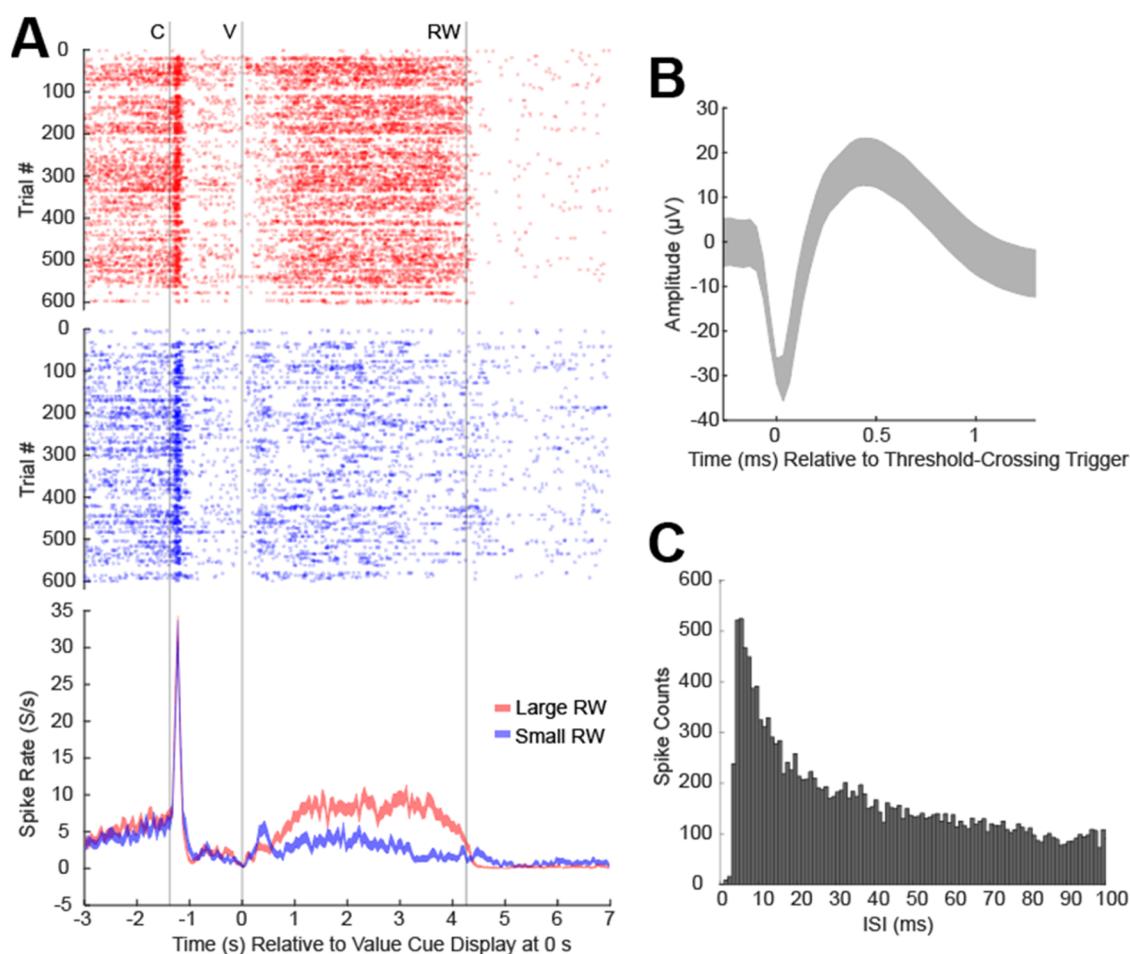 A
C V RW
0
100
200
300
400
500
600
Trial #
0
100
200
300
400
500
600
Trial #
35
30
25
20
15
10
5
0
-5
Spike Rate (S/s)
Large RW
Small RW
-3 -2 -1 0 1 2 3 4 5 6 7
Time (s) Relative to Value Cue Display at 0 s
B
30
20
10
0
-10
-20
-30
-40
Amplitude (µV)
0 0.5 1
Time (ms) Relative to Threshold-Crossing Trigger
C
600
500
400
300
200
100
0
Spike Counts
0 10 20 30 40 50 60 70 80 90 100
ISI (ms)